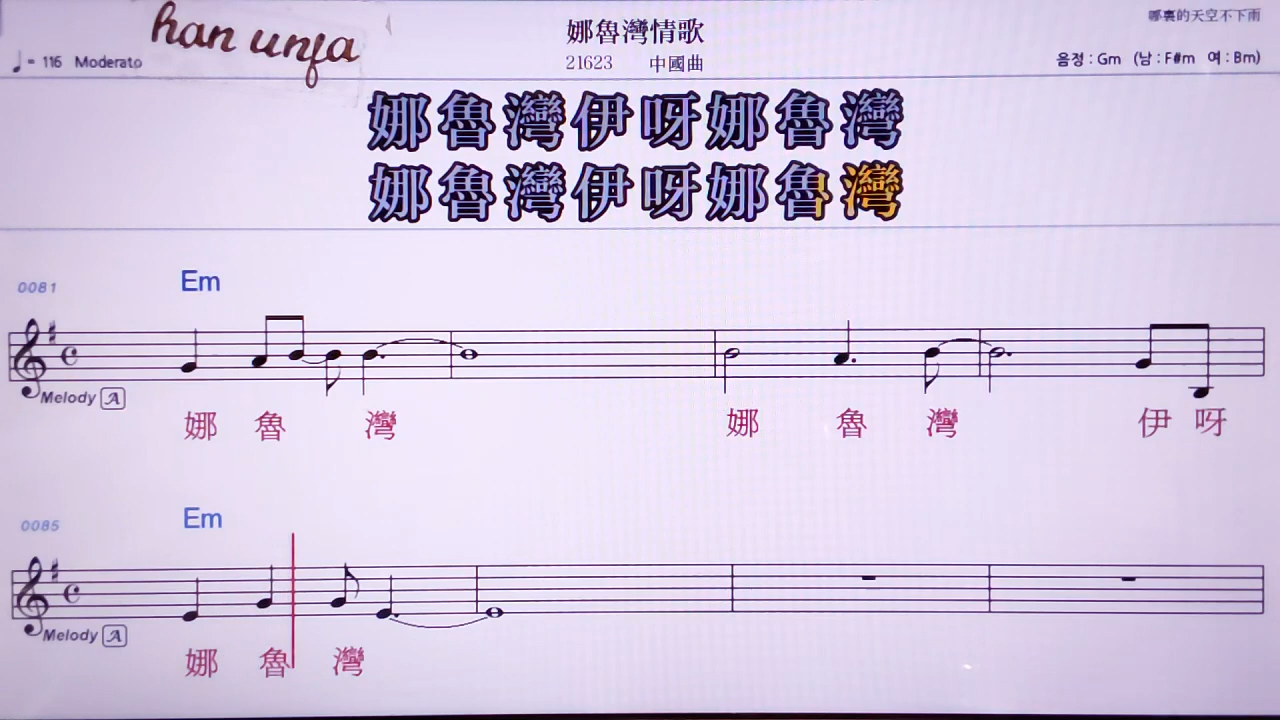 han unfa
娜魯灣情歌
哪裏的天空不下雨
♩= 116 Moderato
21623 中國曲
음정 : Gm (남 : F#m 여 : Bm)
娜魯灣伊呀娜魯灣
娜魯灣伊呀娜魯灣
0081 Em
Melody A
娜 魯 灣 娜 魯 灣 伊 呀
0085 Em
Melody A
娜 魯 灣